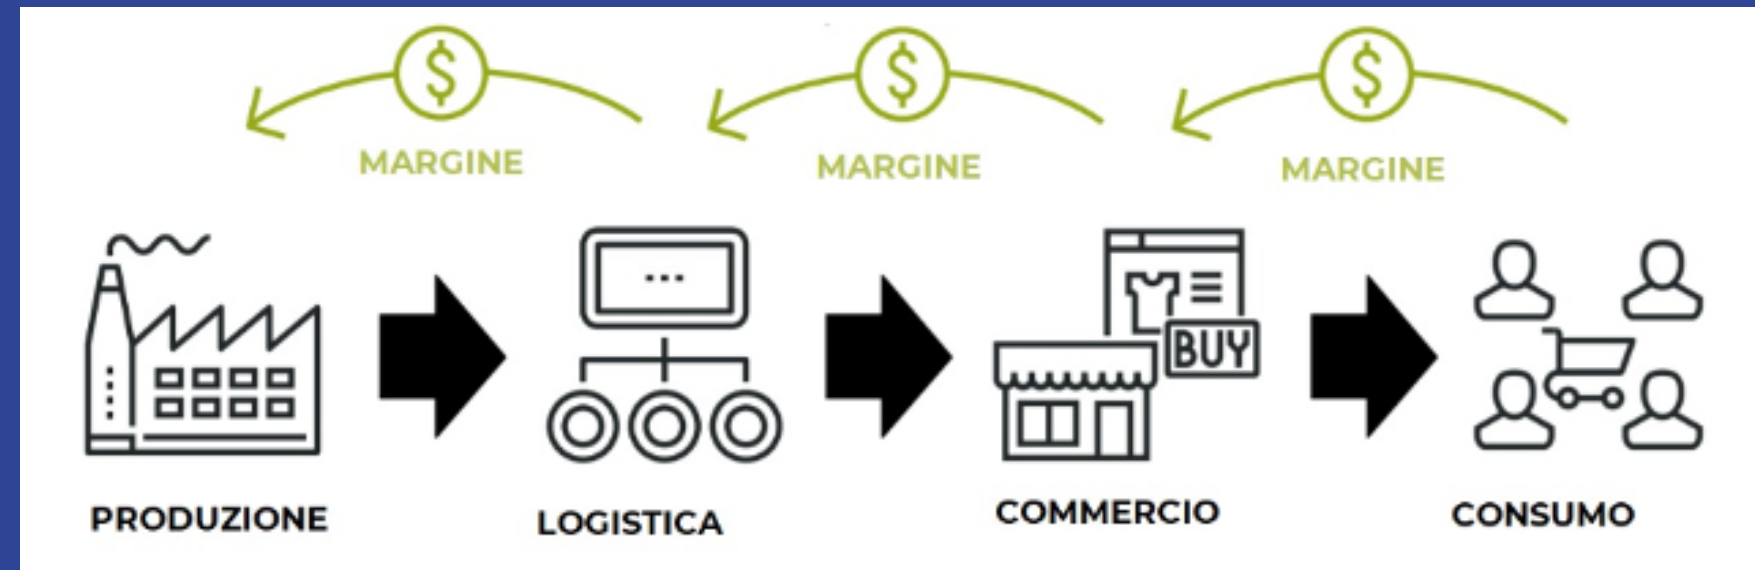 $ $ $
MARGINE MARGINE MARGINE
...
BUY
PRODUZIONE LOGISTICA COMMERCIO CONSUMO